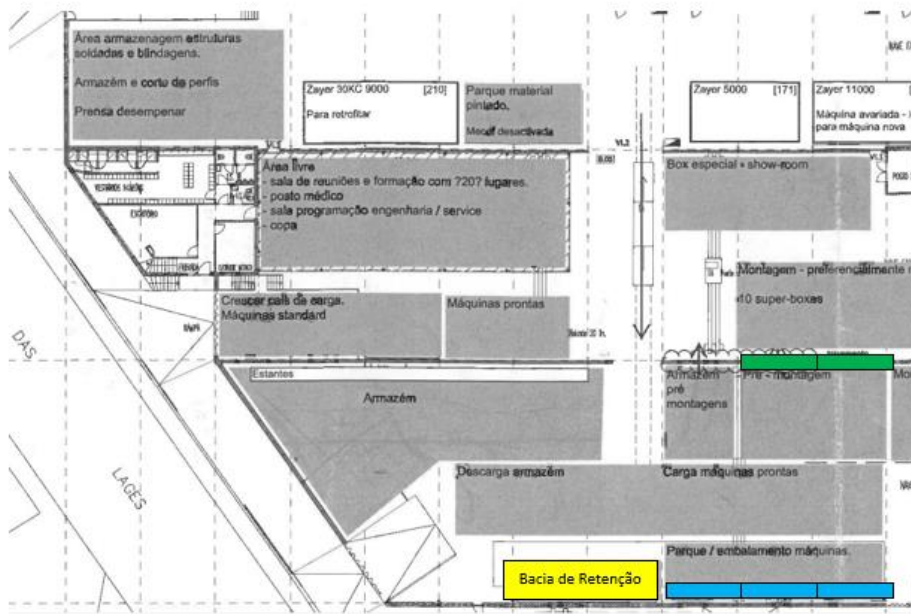 Área armazenagem estruturas
soldadas e blindagens.
Armazém e corte de perfis
Prensa desempenar
Zayer 30KC 9000 [210]
Para retrofitar
Parque material
pintado.
Mecof desactivada
Zayer 5000 [171]
Zayer 11000
Máquina avariada -
para máquina nova
Área livre
- sala de reuniões e formação com ?20? lugares.
- posto médico
- sala programação engenharia / service
- copa
Box especial - show-room
Montagem - preferencialmente
10 super-boxes
Crescer cais de carga.
Máquinas standard
Máquinas prontas
Estantes
Armazém
Armazém
pré
montagens
Pré - montagem
DAS
LAGES
Descarga armazém
Carga máquinas prontas
Parque / embalamento máquinas.
Bacia de Retenção